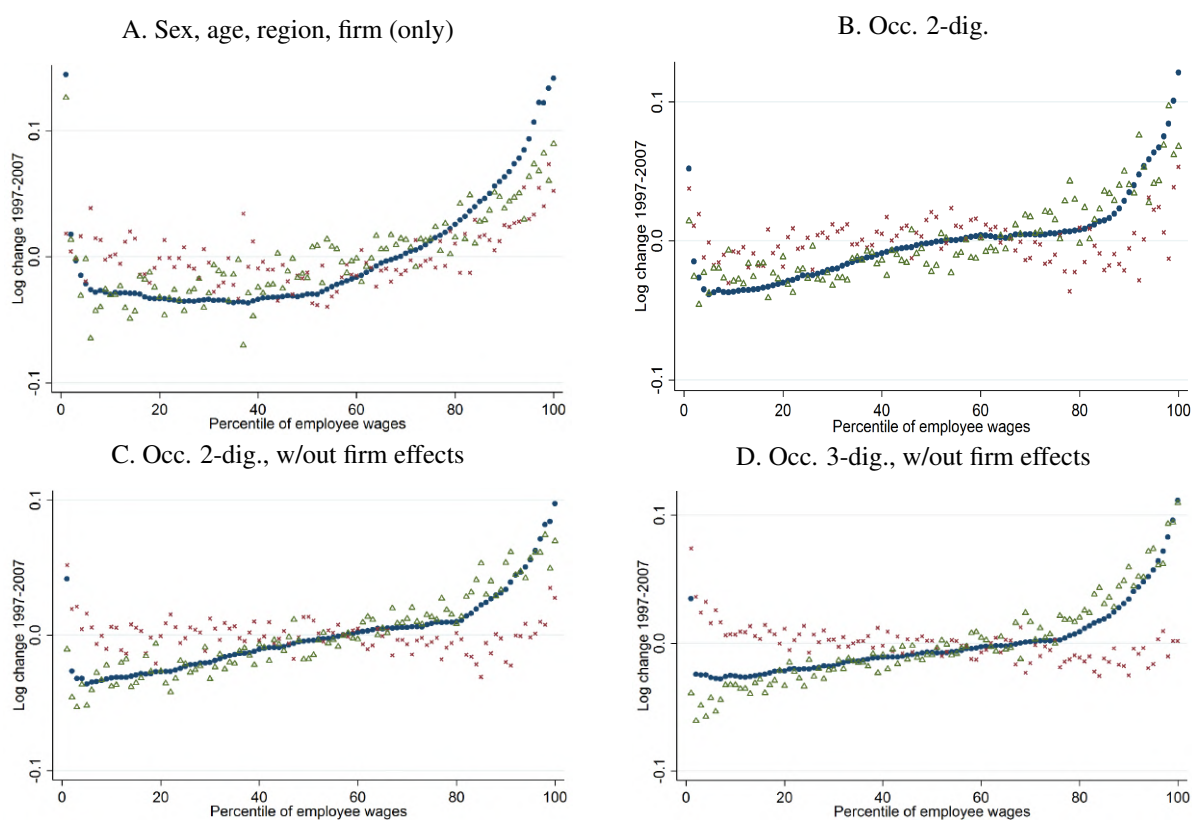 A. Sex, age, region, firm (only)
Log change 1997-2007
0.1
0.0
-0.1
0 20 40 60 80 100
Percentile of employee wages
B. Occ. 2-dig.
Log change 1997-2007
0.1
0.0
-0.1
0 20 40 60 80 100
Percentile of employee wages
C. Occ. 2-dig., w/out firm effects
Log change 1997-2007
0.1
0.0
-0.1
0 20 40 60 80 100
Percentile of employee wages
D. Occ. 3-dig., w/out firm effects
Log change 1997-2007
0.1
0.0
-0.1
0 20 40 60 80 100
Percentile of employee wages